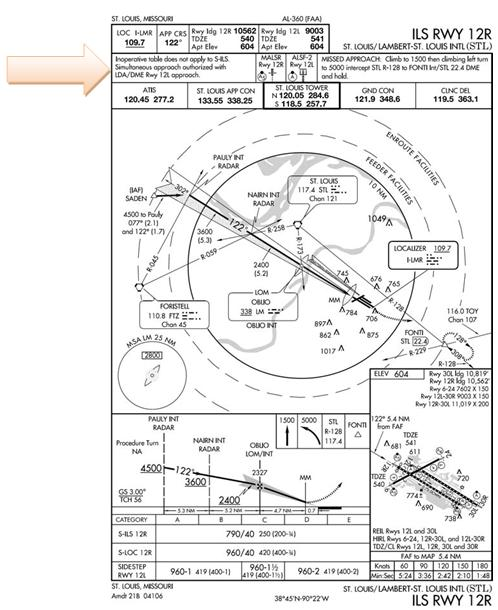 ST. LOUIS, MISSOURI AL-360 (FAA)
LOC I-LMR 109.7
APP CRS 122°
Rwy ldg 12R 10562
TDZE 540
Apt Elev 604
Rwy ldg 12L 9003
TDZE 541
Apt Elev 604
ILS RWY 12R
ST. LOUIS/LAMBERT-ST. LOUIS INTL (STL)
Inoperative table does not apply to S-ILS.
Simultaneous approach authorized with
LDA/DME Rwy 12L approach.
MALSR
Rwy 12R
ALSF-2
Rwy 12L
MISSED APPROACH: Climb to 1500 then climbing left turn
to 5000 intercept STL R-128 to FONTI Int/STL 22.4 DME
and hold.
ATIS
120.45 277.2
ST. LOUIS APP CON
133.55 338.25
ST. LOUIS TOWER
N 120.05 284.6
S 118.5 257.7
GND CON
121.9 348.6
CLNC DEL
119.5 363.1
PAULY INT
RADAR
ENROUTE FACILITIES
FEEDER FACILITIES
10 NM
(IAF)
SADEN
302°
NAIRN INT
RADAR
ST. LOUIS
117.4 STL
Chan 121
4500 to Pauly
077° (2.1)
and 122° (1.7)
122°
3600
(5.3)
R-258
R-173
1049
R-045
R-059
2400
(5.2)
LOCALIZER 109.7
I-LMR
745
676
765
LOM
OBLIO
338 LM
OBLIO INT
MM
784
706
R-128
FORISTELL
110.8 FTZ
Chan 45
897
862
875
1017
116.0 TOY
Chan 107
FONTI
STL 22.4
R-229
128°
308°
R-128
MSA LM 25 NM
2800
ELEV 604
Rwy 30L ldg 10,819'
Rwy 12R ldg 10,562'
Rwy 6-24 7602 X 150
Rwy 12L-30R 9003 X 150
Rwy 12R-30L 11,019 X 200
PAULY INT
RADAR
NAIRN INT
RADAR
OBLIO
LOM/INT
1500
5000
STL
R-128
117.4
FONTI
Procedure Turn
NA
4500
122°
3600
2327
2400
MM
GS 3.00°
TCH 56
5.3 NM
5.2 NM
4.7 NM
0.7
122° 5.4 NM
from FAF
681
TDZE
541
611
TDZE
540
720
774
690
738
REIL Rwys 12L and 30L
HIRL Rwys 6-24, 12R-30L, and 12L-30R
TDZ/CL Rwys 12L, 12R, 30L and 30R
CATEGORY A B C D E
S-ILS 12R 790/40 250 (200-¾)
S-LOC 12R 960/40 420 (400-¾)
SIDESTEP
RWY 12L
960-1 419 (400-1)
960-1½
419 (400-1½)
960-2 419 (400-2)
FAF to MAP 5.4 NM
Knots 60 90 120 150 180
Min:Sec 5:24 3:36 2:42 2:10 1:48
ST. LOUIS, MISSOURI
Amdt 21B 04106
38°45'N-90°22'W
ST. LOUIS/LAMBERT-ST. LOUIS INTL (STL)
ILS RWY 12R